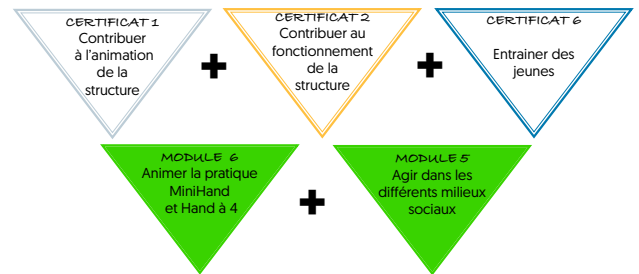 CERTIFICAT 1
Contribuer
à l'animation
de la
structure
+
CERTIFICAT 2
Contribuer au
fonctionnement
de la
structure
+
CERTIFICAT 6
Entrainer des
jeunes
MODULE 6
Animer la pratique
MiniHand
et Hand à 4
+
MODULE 5
Agir dans les
différents milieux
sociaux